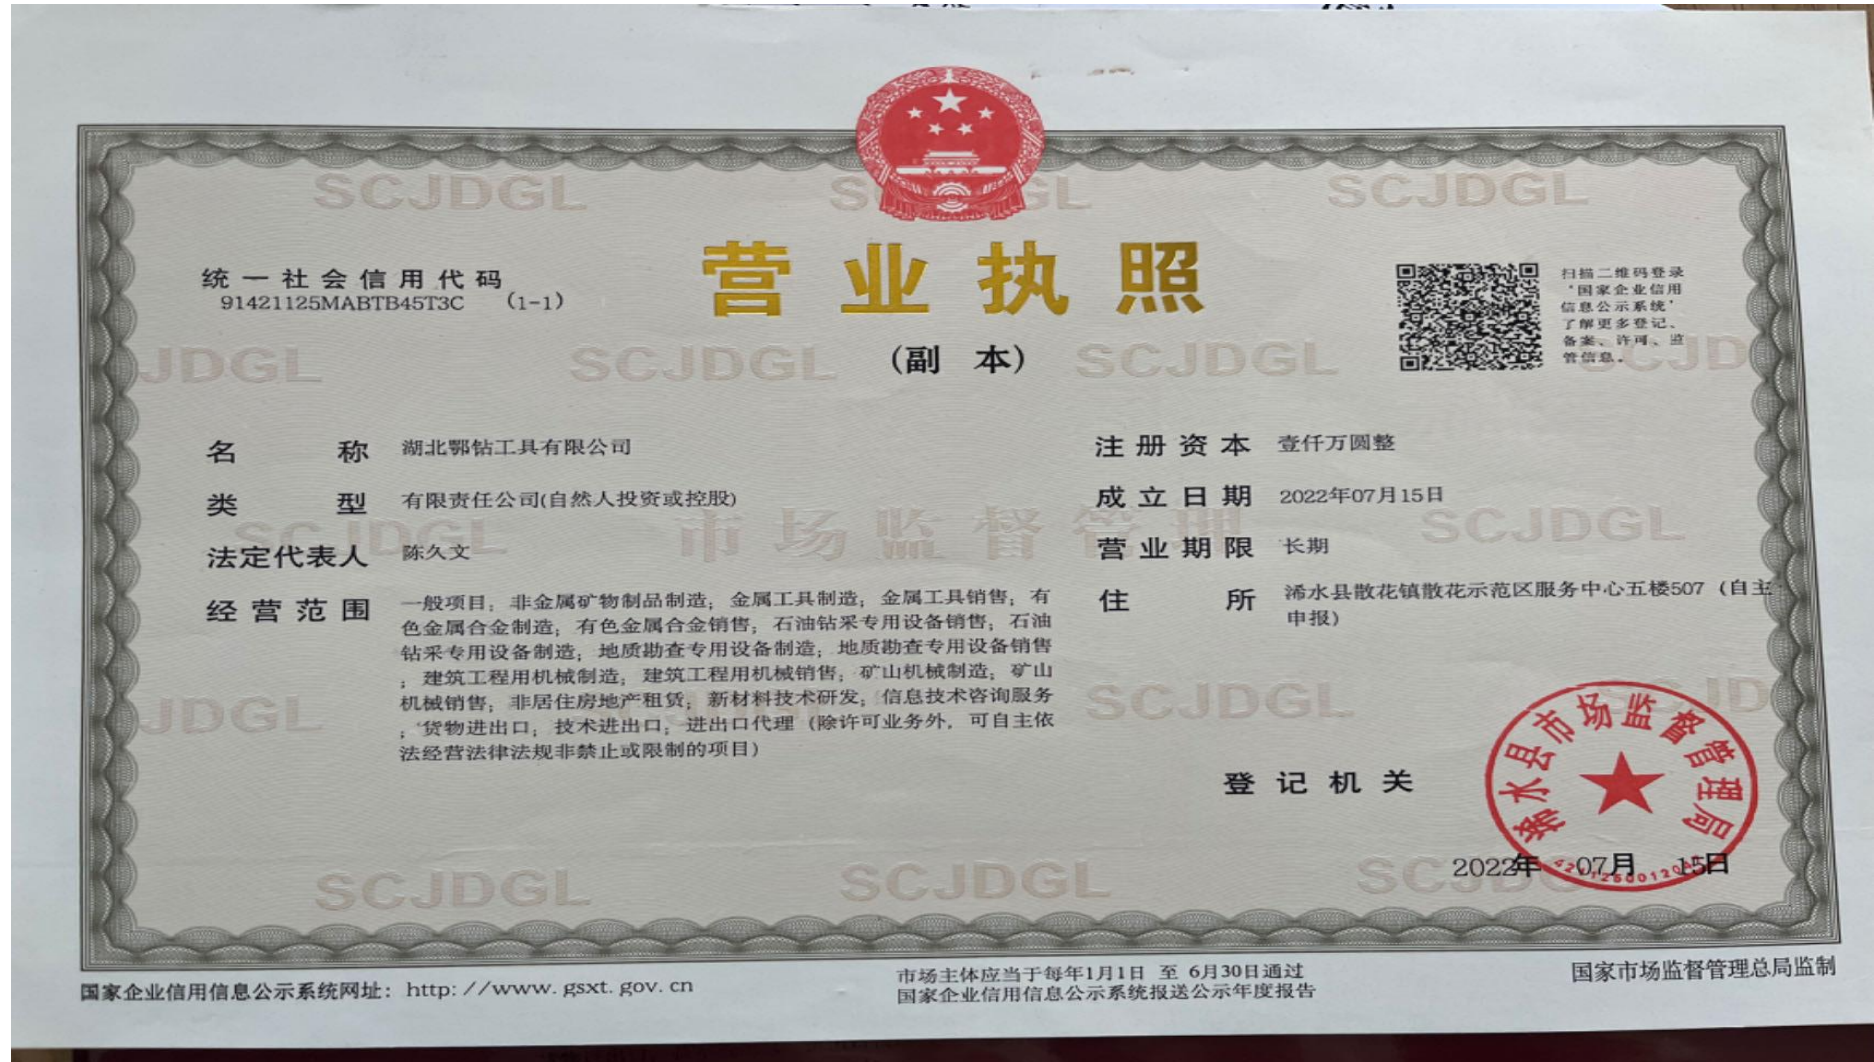 营业执照
(副 本)
统一社会信用代码
91421125MABTB45T3C (1-1)
扫描二维码登录
'国家企业信用
信息公示系统'
了解更多登记、
备案、许可、监
管信息。
名 称 湖北鄂钻工具有限公司
类 型 有限责任公司(自然人投资或控股)
法定代表人 陈久文
经营范围 一般项目;非金属矿物制品制造;金属工具制造;金属工具销售;有
色金属合金制造;有色金属合金销售;石油钻采专用设备销售;石油
钻采专用设备制造;地质勘查专用设备制造;地质勘查专用设备销售
;建筑工程用机械制造;建筑工程用机械销售;矿山机械制造;矿山
机械销售;非居住房地产租赁;新材料技术研发;信息技术咨询服务
;货物进出口;技术进出口;进出口代理(除许可业务外,可自主依
法经营法律法规非禁止或限制的项目)
注册资本 壹仟万圆整
成立日期 2022年07月15日
营业期限 长期
住 所 浠水县散花镇散花示范区服务中心五楼507(自主
申报)
登记机关
浠水县市场监督管理局
2022年 07月 15日
SCJDGL
市场监督管理
国家企业信用信息公示系统网址: http://www.gsxt.gov.cn
市场主体应当于每年1月1日 至 6月30日通过
国家企业信用信息公示系统报送公示年度报告
国家市场监督管理总局监制